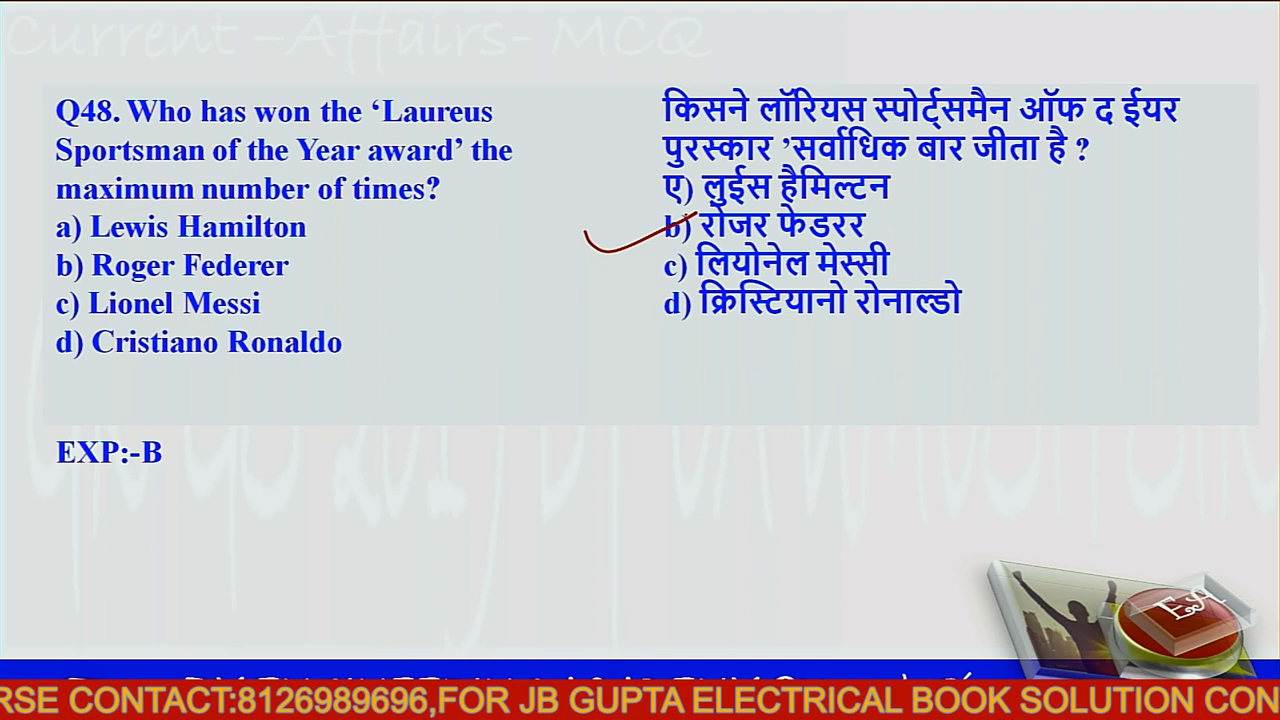 Current -Affairs- MCQ
Q48. Who has won the ‘Laureus
Sportsman of the Year award’ the
maximum number of times?
a) Lewis Hamilton
b) Roger Federer
c) Lionel Messi
d) Cristiano Ronaldo
EXP:-B
किसने लॉरियस स्पोर्ट्समैन ऑफ द ईयर
पुरस्कार ’सर्वाधिक बार जीता है ?
ए) लुईस हैमिल्टन
b) रोजर फेडरर
c) लियोनेल मेस्सी
d) क्रिस्टियानो रोनाल्डो
EA
RSE CONTACT:8126989696,FOR JB GUPTA ELECTRICAL BOOK SOLUTION CON